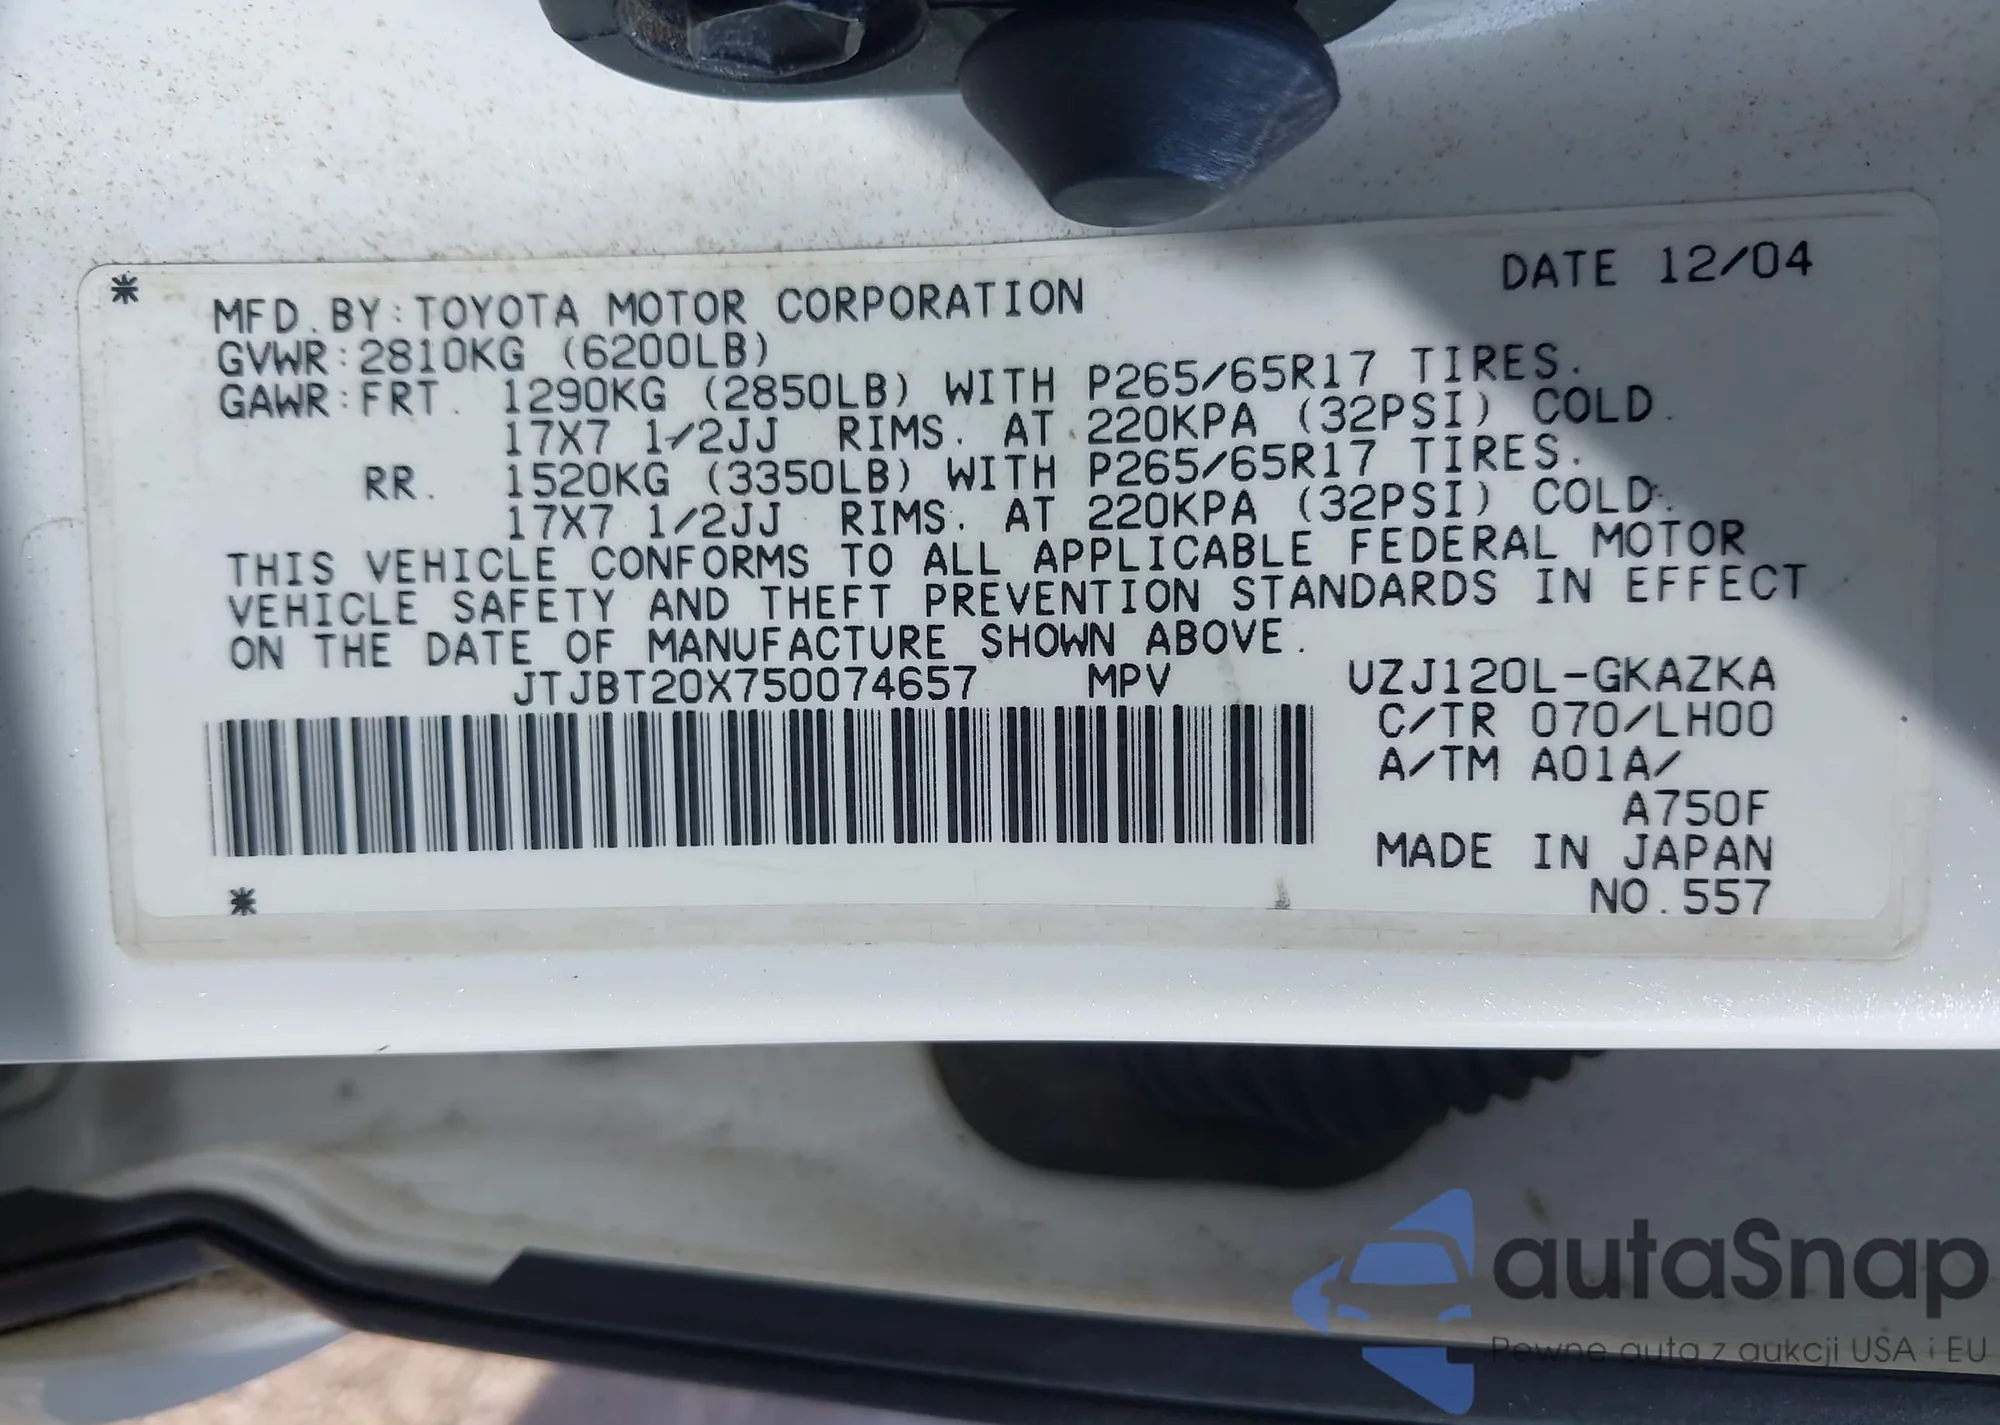 * DATE 12/04
MFD.BY:TOYOTA MOTOR CORPORATION
GVWR:2810KG (6200LB)
GAWR:FRT. 1290KG (2850LB) WITH P265/65R17 TIRES.
17X7 1/2JJ RIMS. AT 220KPA (32PSI) COLD.
RR. 1520KG (3350LB) WITH P265/65R17 TIRES.
17X7 1/2JJ RIMS. AT 220KPA (32PSI) COLD.
THIS VEHICLE CONFORMS TO ALL APPLICABLE FEDERAL MOTOR
VEHICLE SAFETY AND THEFT PREVENTION STANDARDS IN EFFECT
ON THE DATE OF MANUFACTURE SHOWN ABOVE.
JTJBT20X750074657 MPV UZJ120L-GKAZKA
C/TR 070/LH00
A/TM A01A/
A750F
MADE IN JAPAN
* NO.557
autaSnap
Pewne auta z aukcji USA i EU